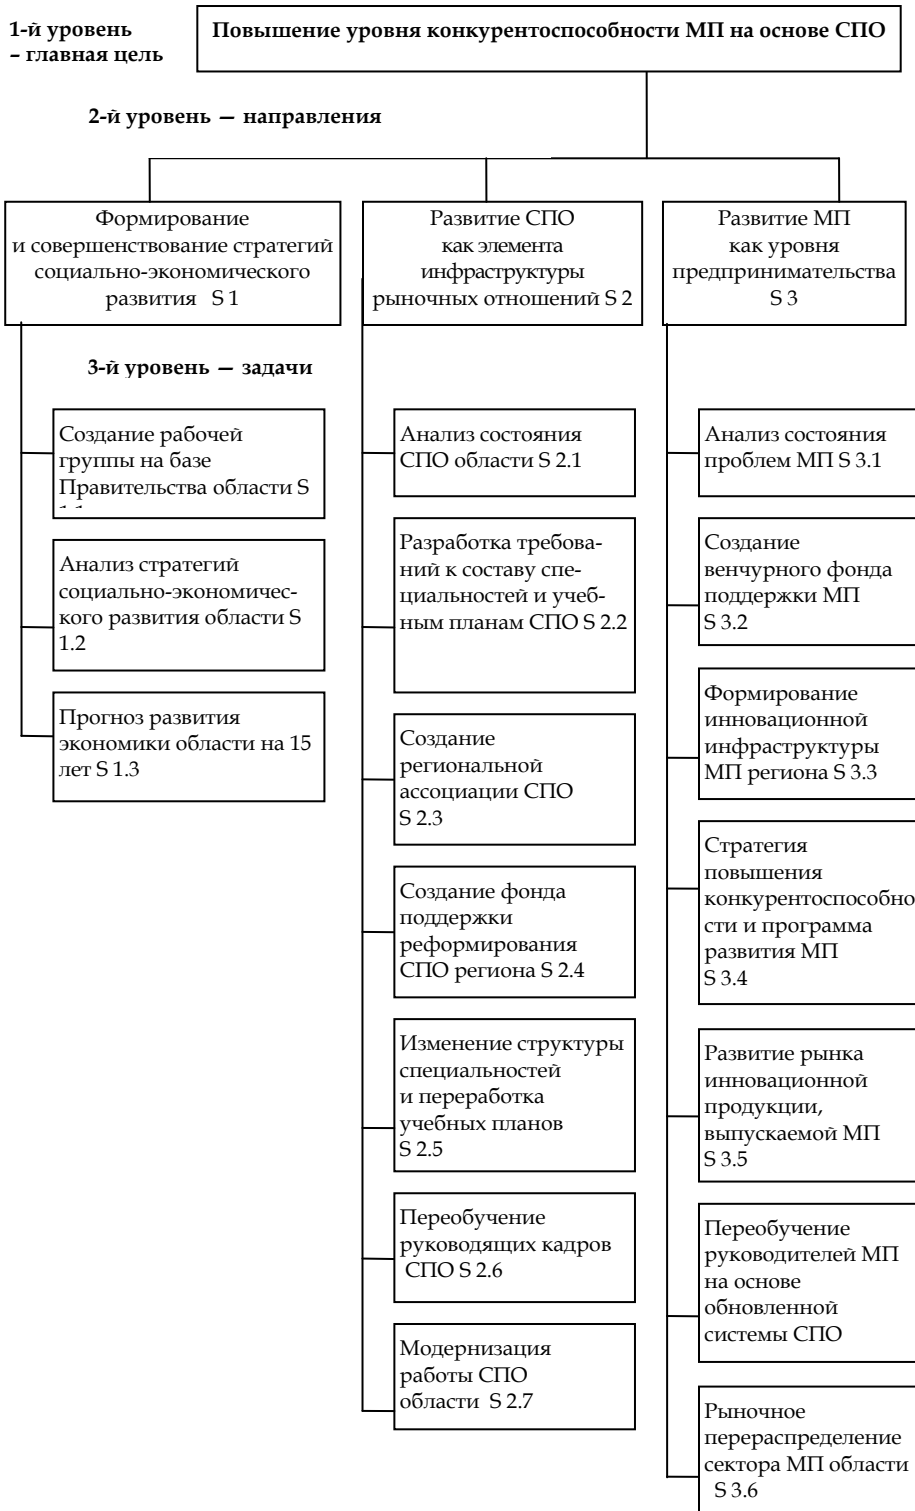 1-й уровень
– главная цель
Повышение уровня конкурентоспособности МП на основе СПО
2-й уровень — направления
Формирование
и совершенствование стратегий
социально-экономического
развития S 1
Развитие СПО
как элемента
инфраструктуры
рыночных отношений S 2
Развитие МП
как уровня
предпринимательства
S 3
3-й уровень — задачи
Создание рабочей
группы на базе
Правительства области S
Анализ стратегий
социально-экономичес-
кого развития области S
1.2
Прогноз развития
экономики области на 15
лет S 1.3
Анализ состояния
СПО области S 2.1
Разработка требова-
ний к составу спе-
циальностей и учеб-
ным планам СПО S 2.2
Создание
региональной
ассоциации СПО
S 2.3
Создание фонда
поддержки
реформирования
СПО региона S 2.4
Изменение структуры
специальностей
и переработка
учебных планов
S 2.5
Переобучение
руководящих кадров
СПО S 2.6
Модернизация
работы СПО
области S 2.7
Анализ состояния
проблем МП S 3.1
Создание
венчурного фонда
поддержки МП
S 3.2
Формирование
инновационной
инфраструктуры
МП региона S 3.3
Стратегия
повышения
конкурентоспособно
сти и программа
развития МП
S 3.4
Развитие рынка
инновационной
продукции,
выпускаемой МП
S 3.5
Переобучение
руководителей МП
на основе
обновленной
системы СПО
Рыночное
перераспределение
сектора МП области
S 3.6